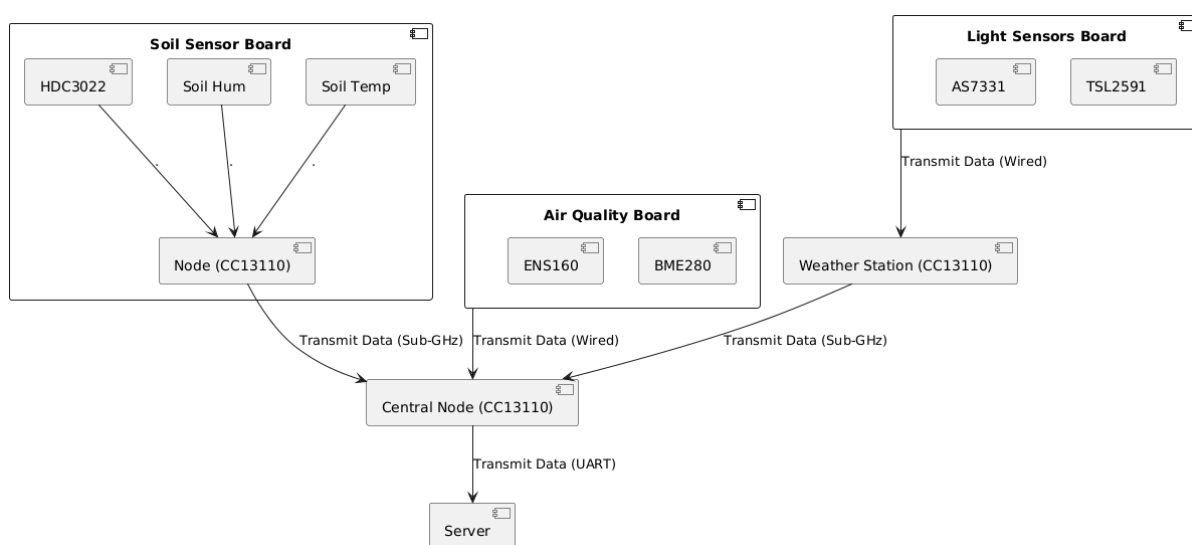 Soil Sensor Board
HDC3022
Soil Hum
Soil Temp
.
.
.
Node (CC13110)
Light Sensors Board
AS7331
TSL2591
Transmit Data (Wired)
Air Quality Board
ENS160
BME280
Weather Station (CC13110)
Transmit Data (Sub-GHz)
Transmit Data (Wired)
Transmit Data (Sub-GHz)
Central Node (CC13110)
Transmit Data (UART)
Server